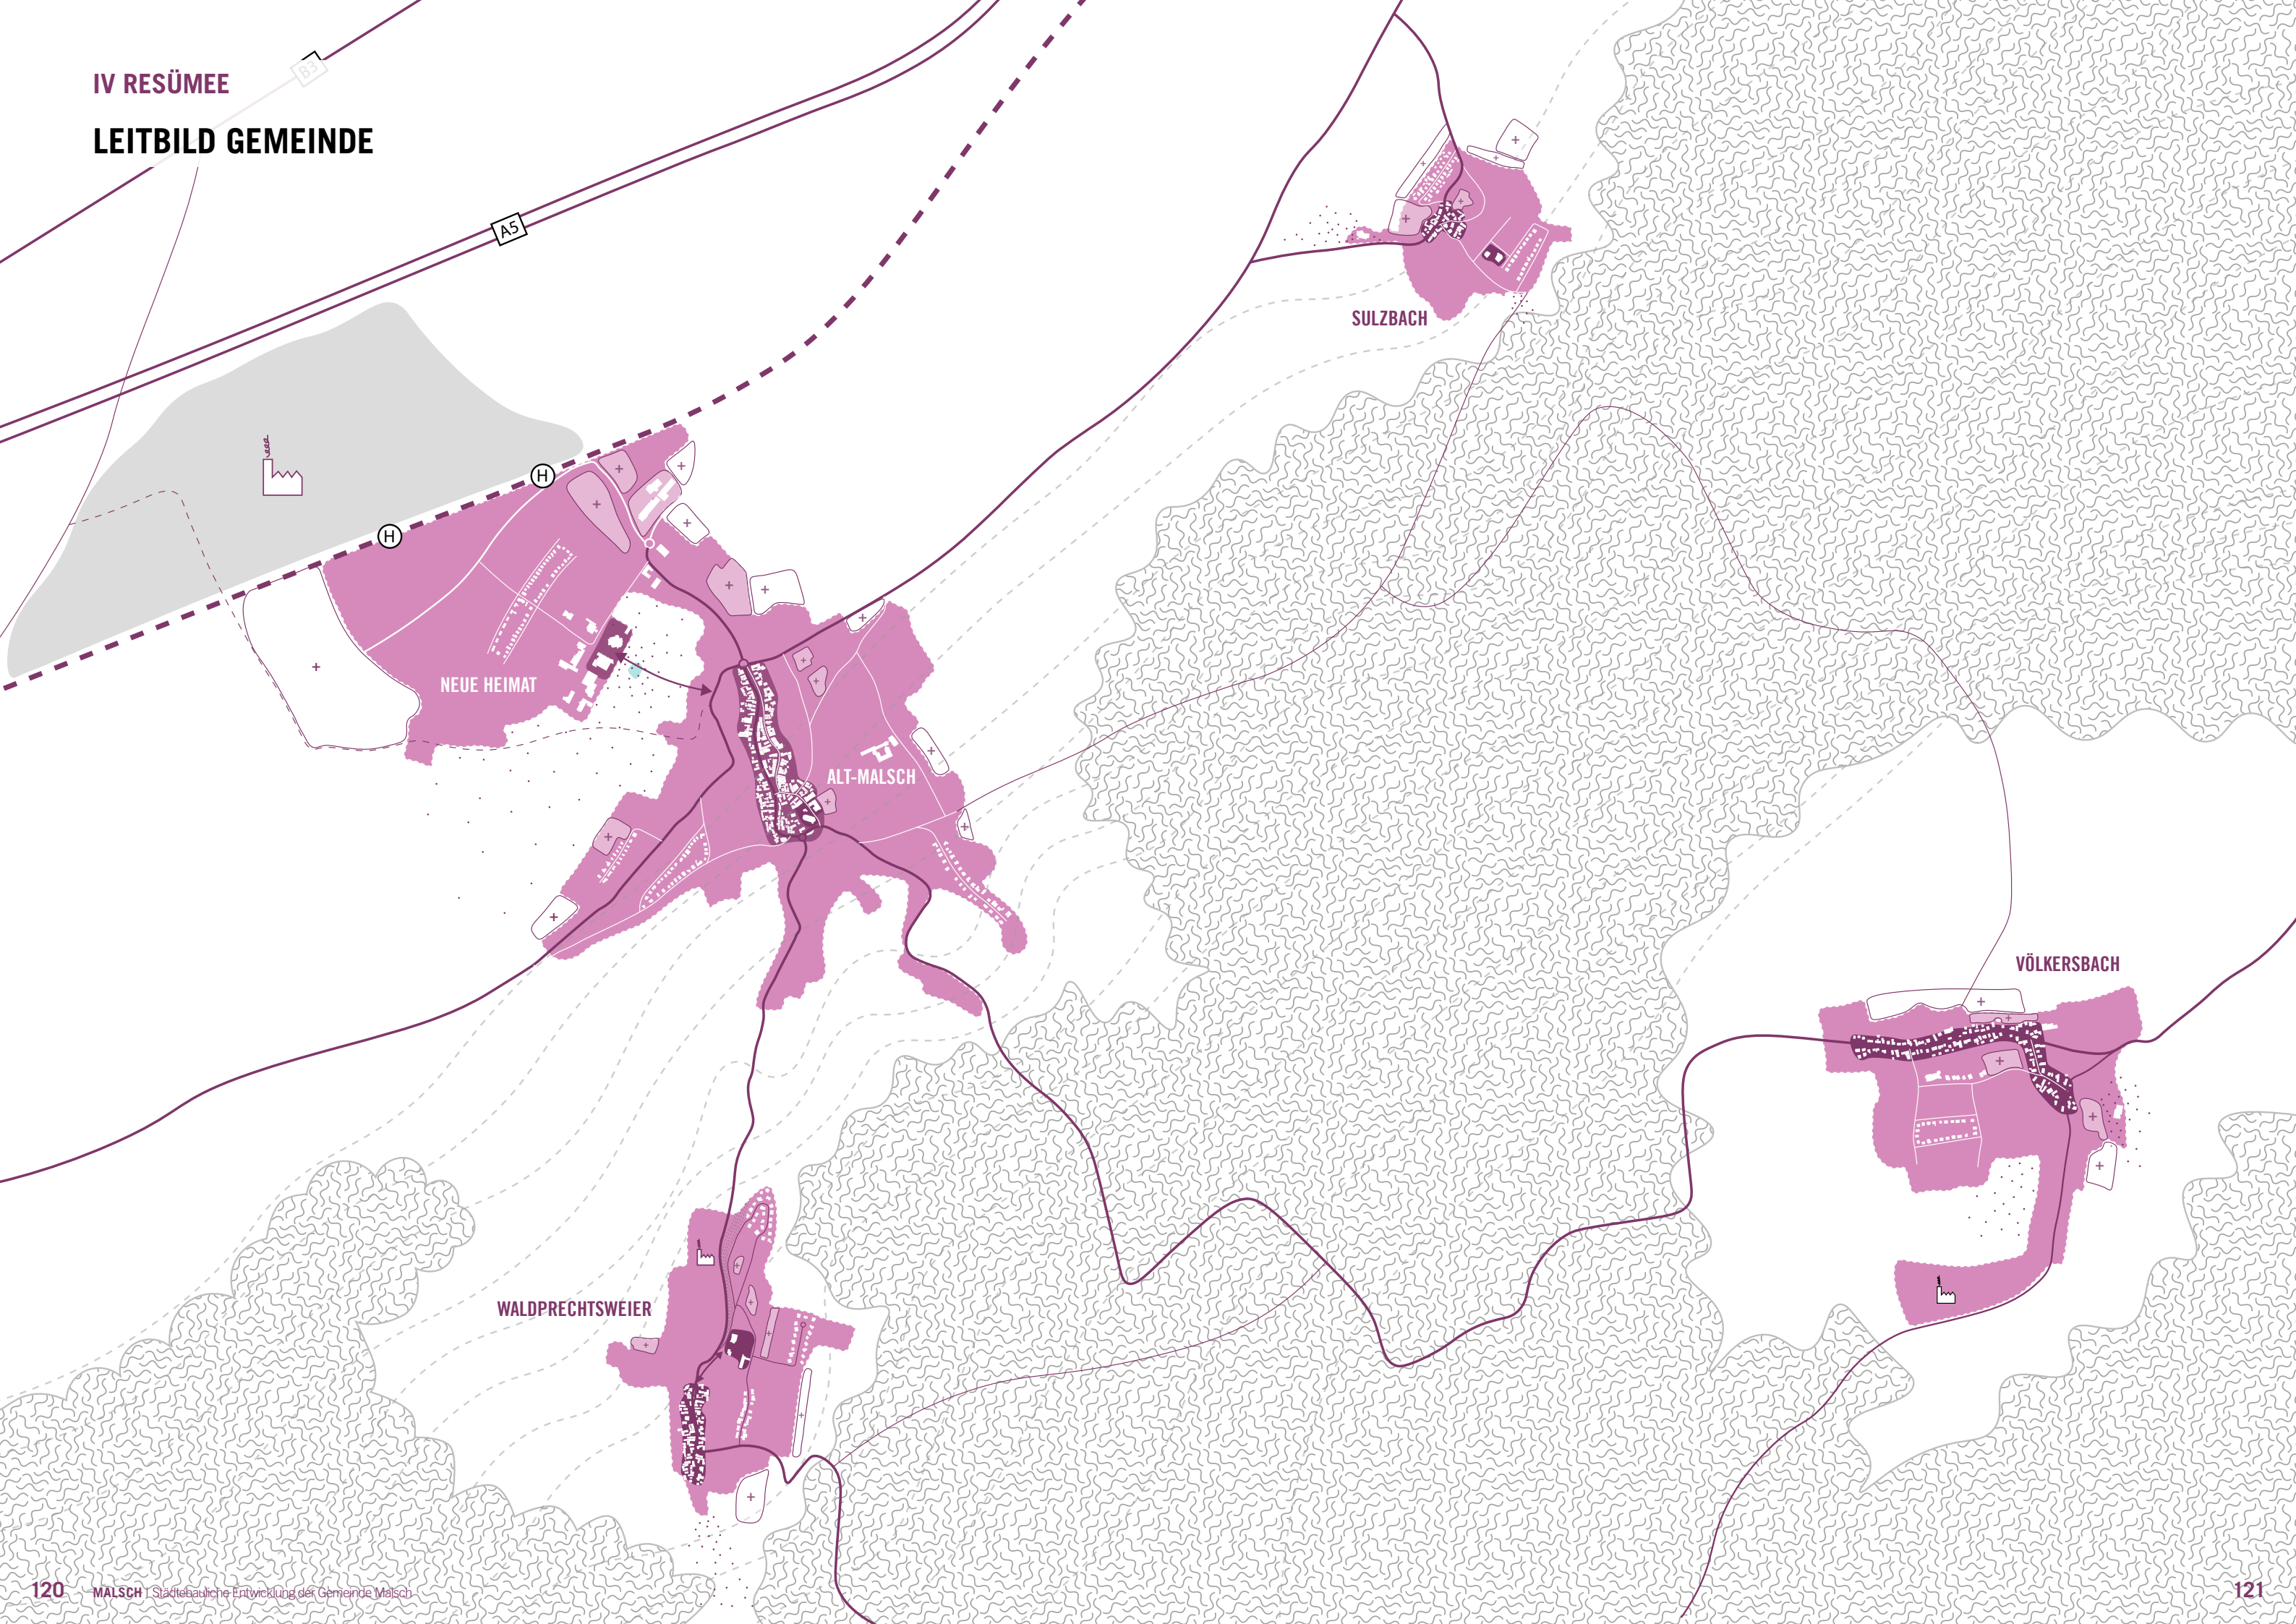 B3
IV RESÜMEE
LEITBILD GEMEINDE
A5
SULZBACH
H
H
NEUE HEIMAT
ALT-MALSCH
VÖLKERSBACH
WALDPRECHTSWEIER
120 MALSCH | Städtebauliche Entwicklung der Gemeinde Malsch
121